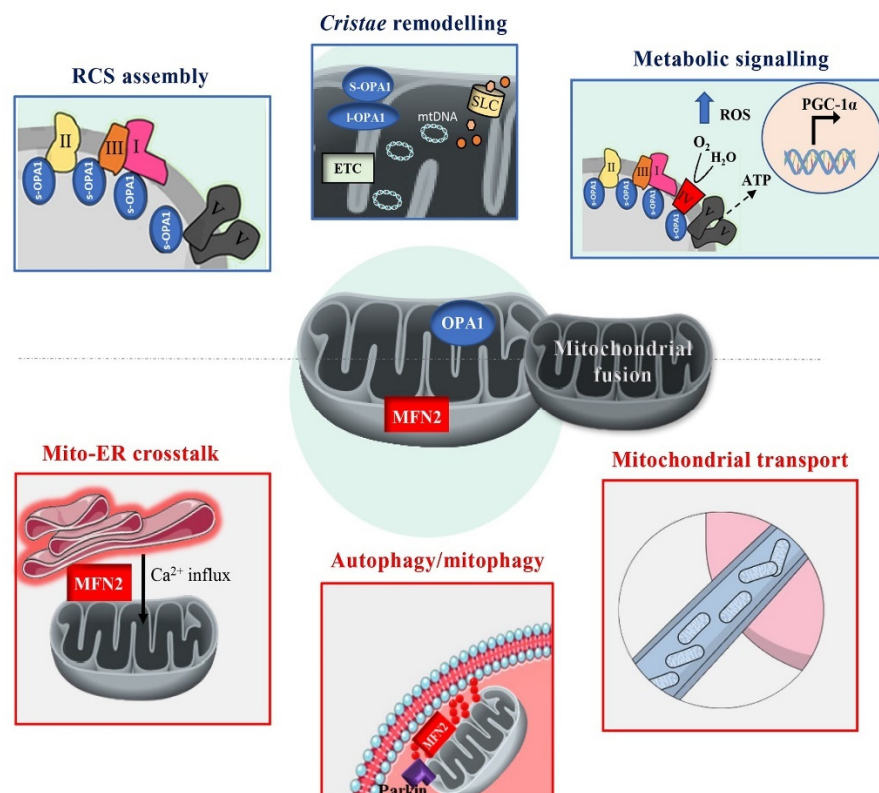 Cristae remodelling
RCS assembly
Metabolic signalling
II
III
I
s-OPA1
s-OPA1
s-OPA1
s-OPA1
V
V
S-OPA1
l-OPA1
mtDNA
SLC
ETC
ROS
PGC-1α
O2
H2O
ATP
II
III
I
IV
s-OPA1
s-OPA1
s-OPA1
s-OPA1
V
V
OPA1
Mitochondrial
fusion
MFN2
Mito-ER crosstalk
Mitochondrial transport
Autophagy/mitophagy
MFN2
Ca2+ influx
MFN2
Parkin